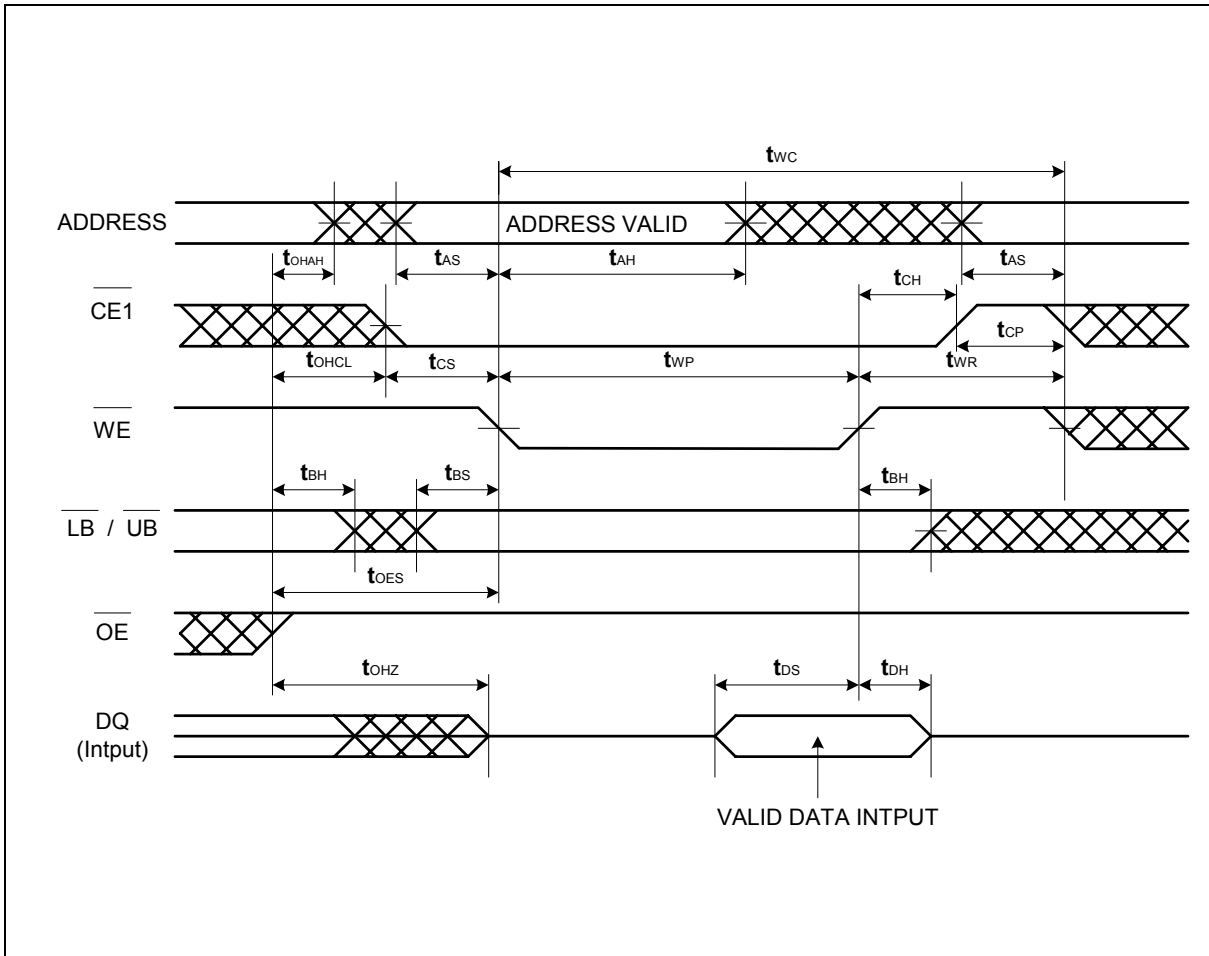 tWC
ADDRESS
ADDRESS VALID
tOHAH
tAS
tAH
tAS
tCH
CE1
tCP
tOHCL
tCS
tWP
tWR
WE
tBH
tBS
tBH
LB / UB
tOES
OE
tOHZ
tDS
tDH
DQ
(Intput)
VALID DATA INTPUT